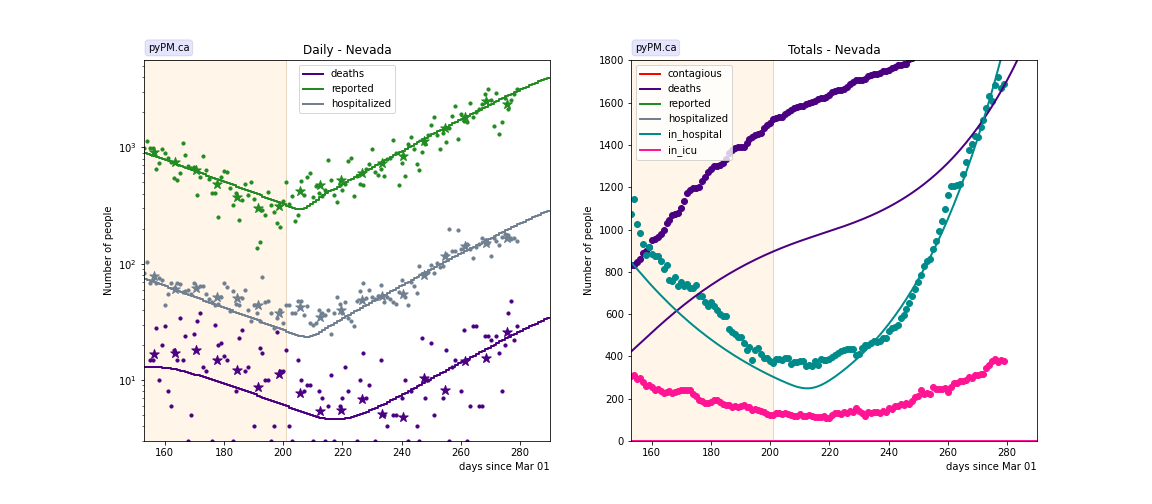 pyPM.ca
Daily - Nevada
deaths
reported
hospitalized
Number of people
10³
10²
10¹
160 180 200 220 240 260 280
days since Mar 01
pyPM.ca
Totals - Nevada
contagious
deaths
reported
hospitalized
in_hospital
in_icu
Number of people
1800
1600
1400
1200
1000
800
600
400
200
0
160 180 200 220 240 260 280
days since Mar 01